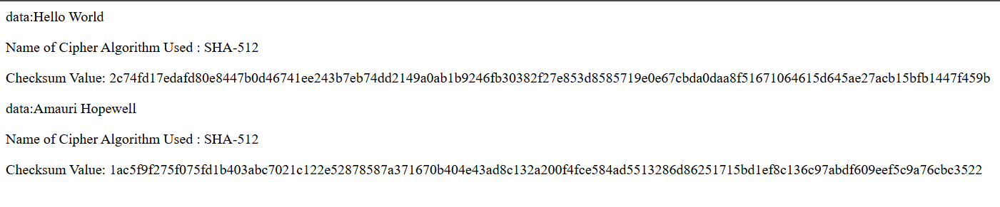 data:Hello World
Name of Cipher Algorithm Used : SHA-512
Checksum Value: 2c74fd17edafd80e8447b0d46741ee243b7eb74dd2149a0ab1b9246fb30382f27e853d8585719e0e67cbda0daa8f51671064615d645ae27acb15bfb1447f459b
data:Amauri Hopewell
Name of Cipher Algorithm Used : SHA-512
Checksum Value: 1ac5f9f275f075fd1b403abc7021c122e52878587a371670b404e43ad8c132a200f4fce584ad5513286d86251715bd1ef8c136c97abdf609eef5c9a76cbc3522